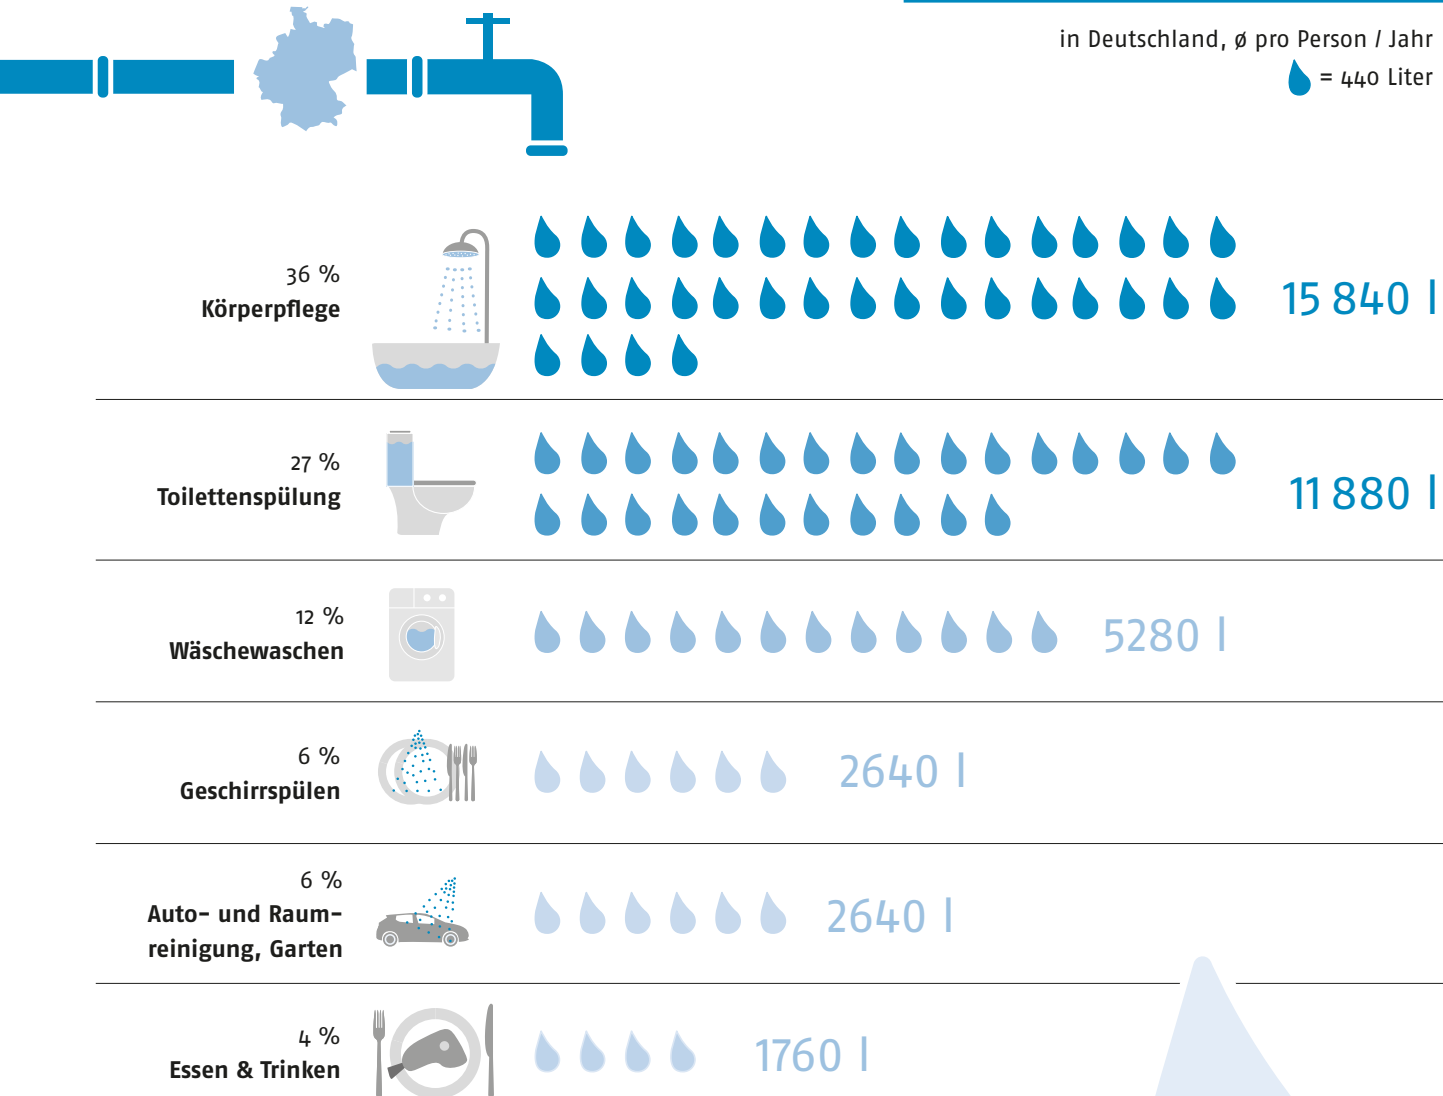 in Deutschland, ø pro Person / Jahr
= 440 Liter
36 %
Körperpflege
15 840 l
27 %
Toilettenspülung
11 880 l
12 %
Wäschewaschen
5280 l
6 %
Geschirrspülen
2640 l
6 %
Auto- und Raum-
reinigung, Garten
2640 l
4 %
Essen & Trinken
1760 l